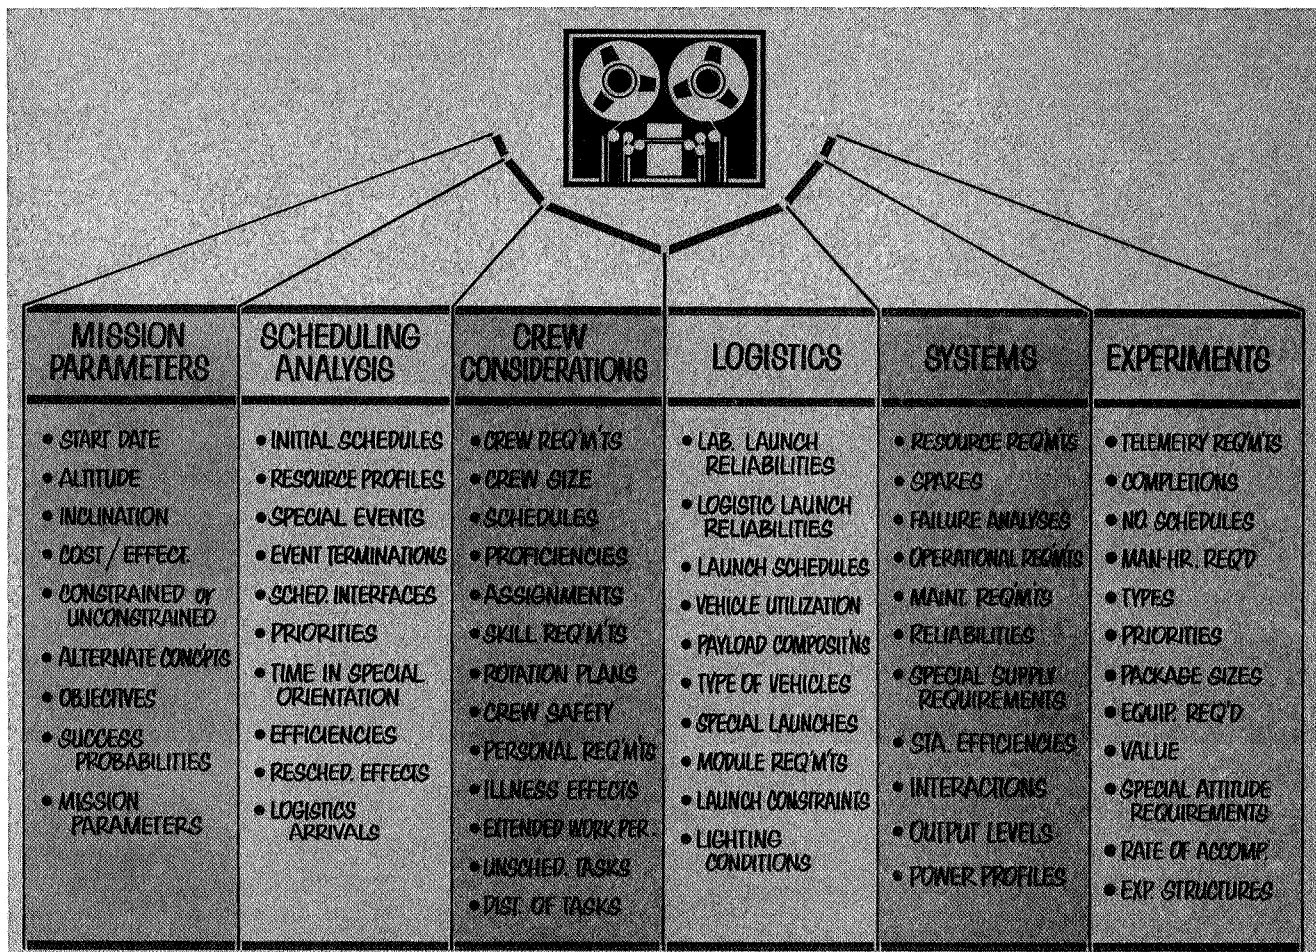 MISSION
PARAMETERS
• START DATE
• ALTITUDE
• INCLINATION
• COST/EFFECT.
• CONSTRAINED or
UNCONSTRAINED
• ALTERNATE CONCPTS
• OBJECTIVES
• SUCCESS
PROBABILITIES
• MISSION
PARAMETERS
SCHEDULING
ANALYSIS
• INITIAL SCHEDULES
• RESOURCE PROFILES
• SPECIAL EVENTS
• EVENT TERMINATIONS
• SCHED. INTERFACES
• PRIORITIES
• TIME IN SPECIAL
ORIENTATION
• EFFICIENCIES
• RESCHED. EFFECTS
• LOGISTICS
ARRIVALS
CREW
CONSIDERATIONS
• CREW REQ'M'TS
• CREW SIZE
• SCHEDULES
• PROFICIENCIES
• ASSIGNMENTS
• SKILL REQ'M'TS
• ROTATION PLANS
• CREW SAFETY
• PERSONAL REQ'M'TS
• ILLNESS EFFECTS
• EXTENDED WORK PER.
• UNSCHED. TASKS
• DIST. OF TASKS
LOGISTICS
• LAB. LAUNCH
RELIABILITIES
• LOGISTIC LAUNCH
RELIABILITIES
• LAUNCH SCHEDULES
• VEHICLE UTILIZATION
• PAYLOAD COMPOSIT'NS
• TYPE OF VEHICLES
• SPECIAL LAUNCHES
• MODULE REQ'M'TS
• LAUNCH CONSTRAINTS
• LIGHTING
CONDITIONS
SYSTEMS
• RESOURCE REQ'MTS
• SPARES
• FAILURE ANALYSES
• OPERATIONAL REQ'MTS
• MAINT. REQ'MTS
• RELIABILITIES
• SPECIAL SUPPLY
REQUIREMENTS
• STA. EFFICIENCIES
• INTERACTIONS
• OUTPUT LEVELS
• POWER PROFILES
EXPERIMENTS
• TELEMETRY REQ'MTS
• COMPLETIONS
• NO. SCHEDULES
• MAN-HR. REQ'D
• TYPES
• PRIORITIES
• PACKAGE SIZES
• EQUIP. REQ'D
• VALUE
• SPECIAL ATTITUDE
REQUIREMENTS
• RATE OF ACCOMP.
• EXP. STRUCTURES